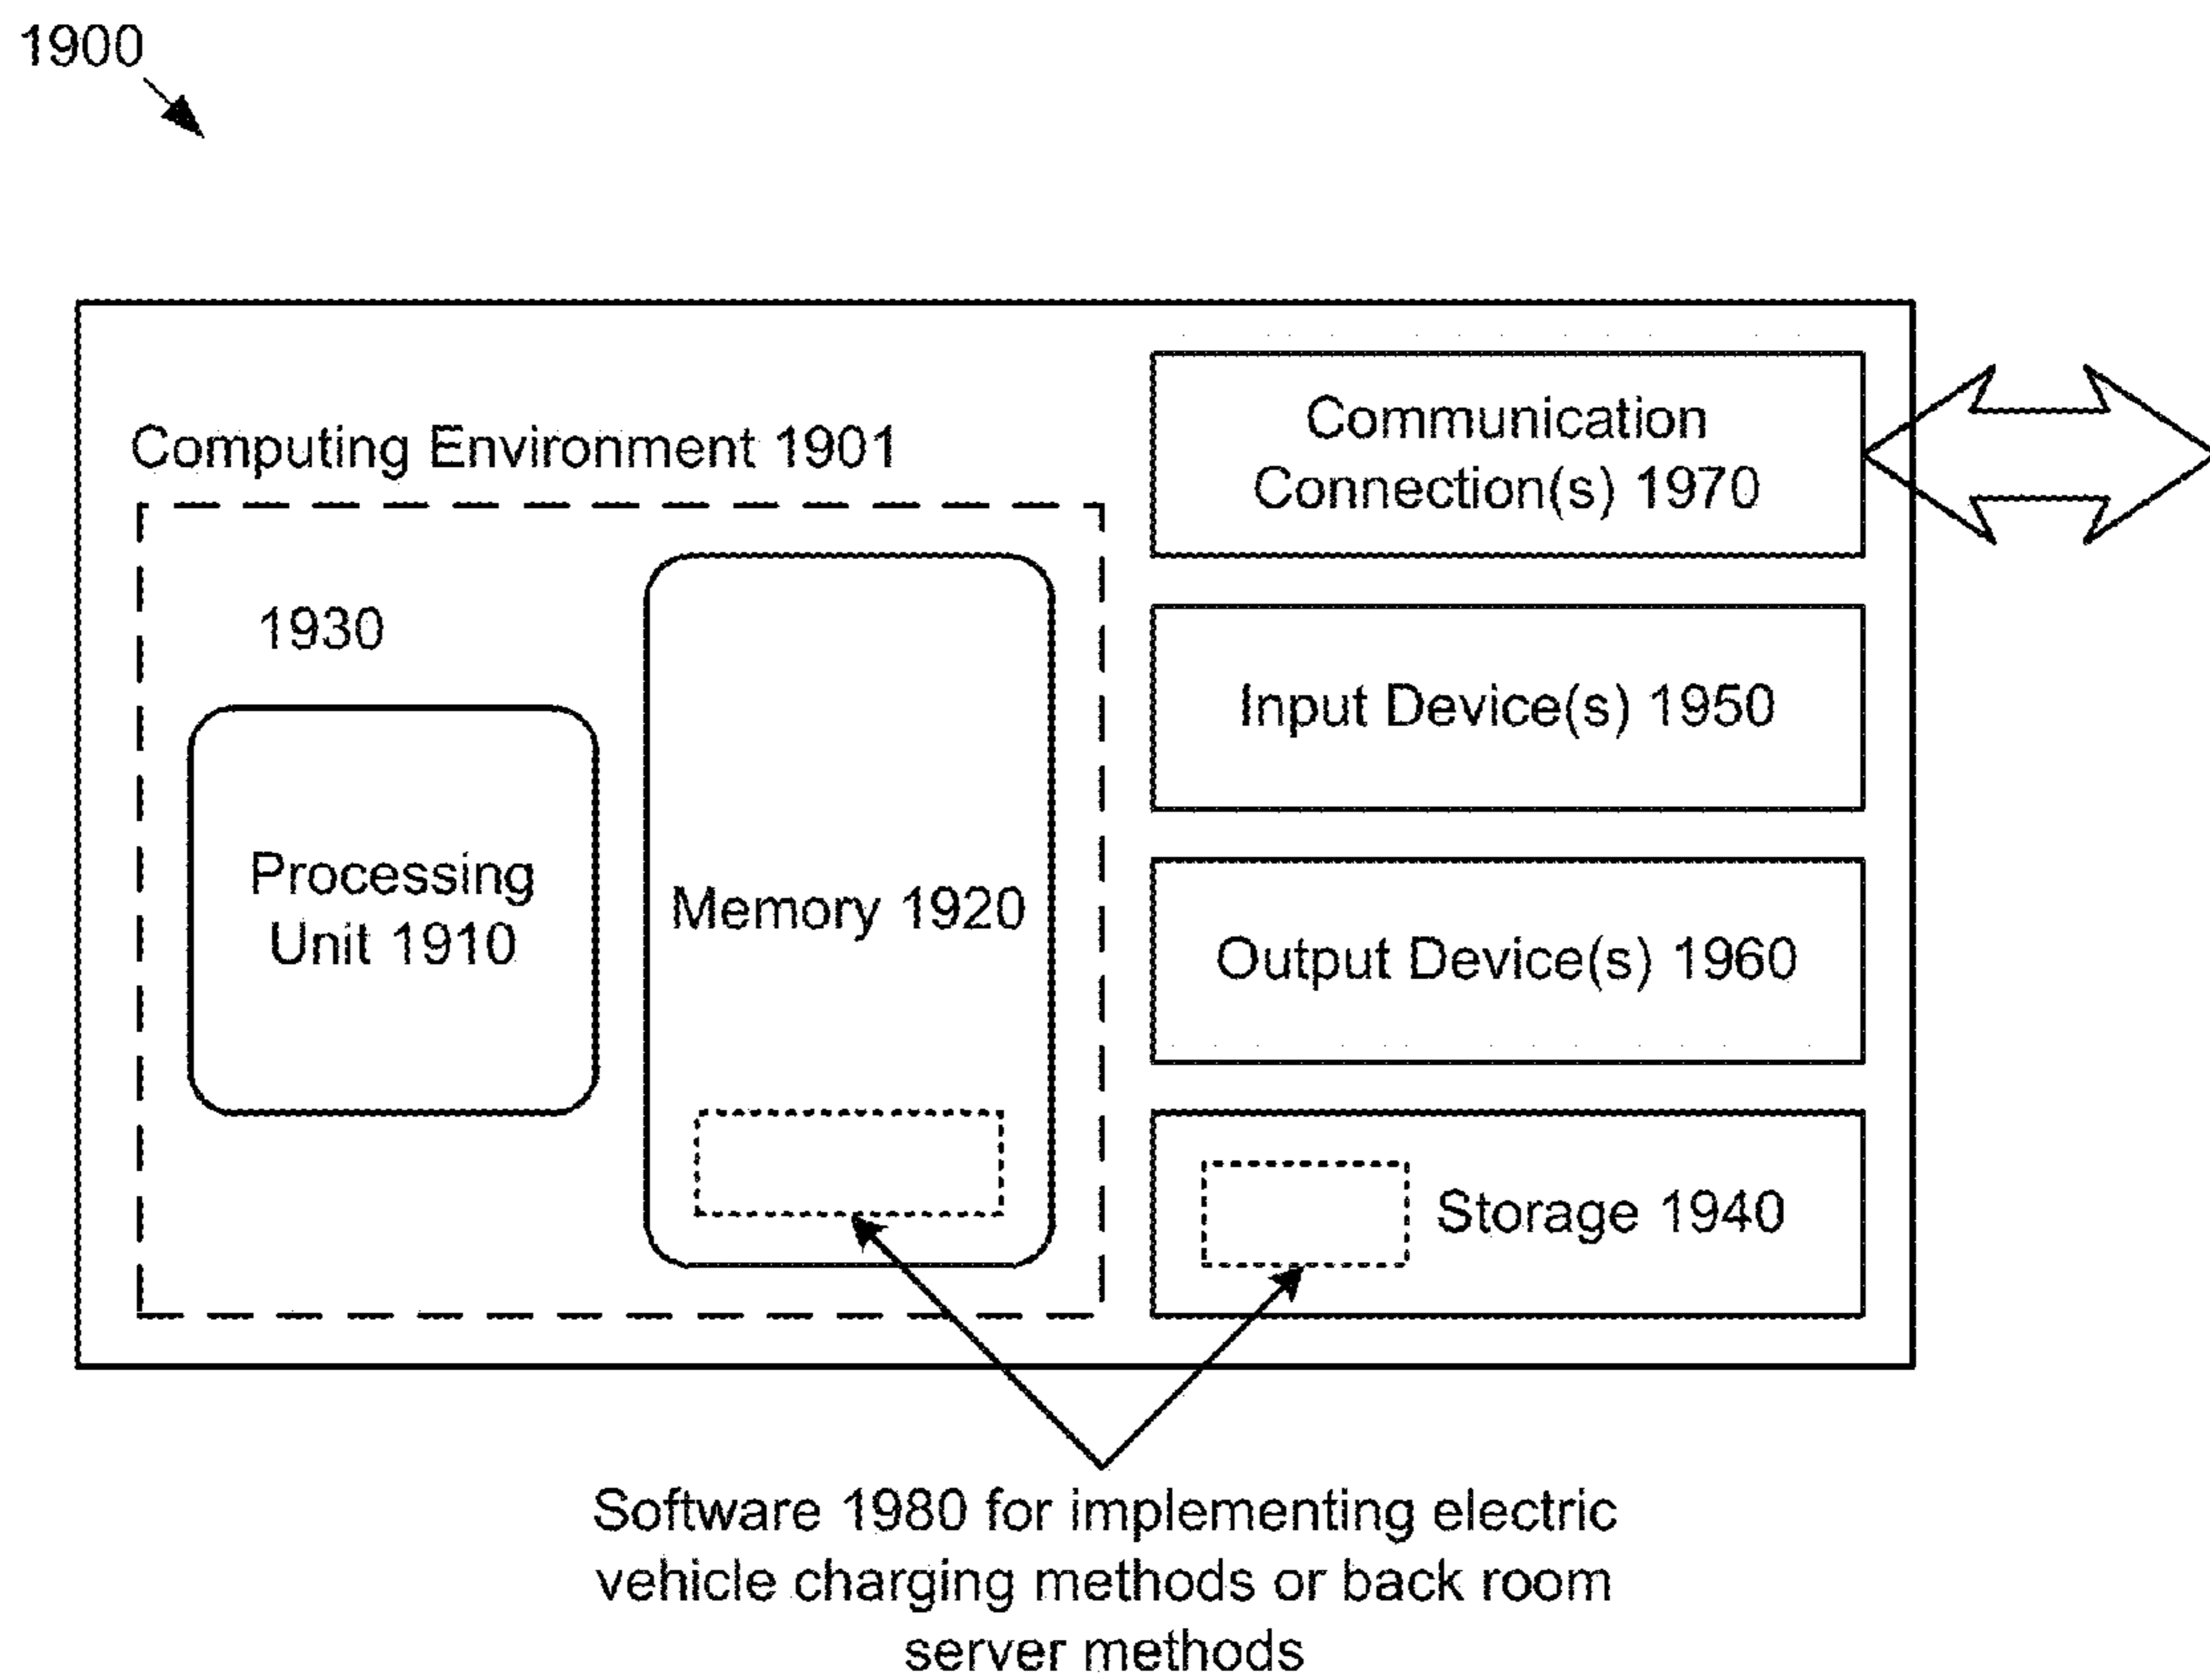 1900
Computing Environment 1901
1930
Processing
Unit 1910
Memory 1920
Communication
Connection(s) 1970
Input Device(s) 1950
Output Device(s) 1960
Storage 1940
Software 1980 for implementing electric
vehicle charging methods or back room
server methods